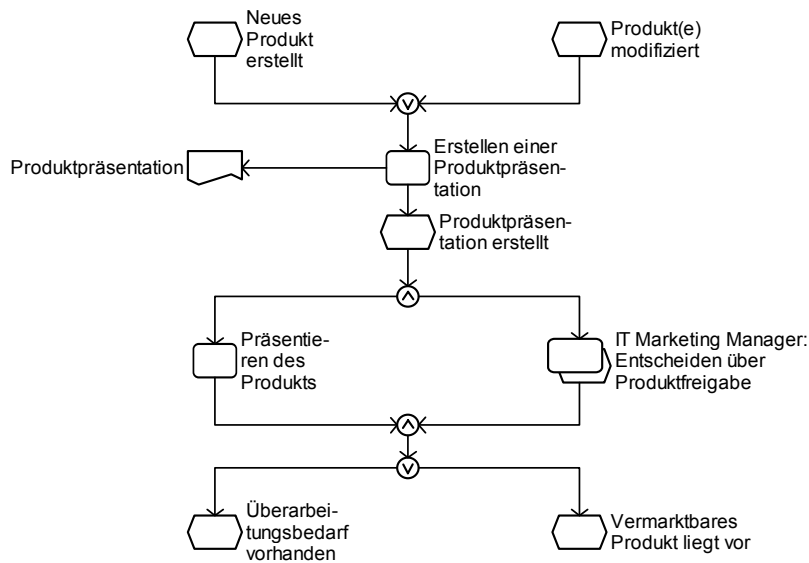 Neues
Produkt
erstellt
Produkt(e)
modifiziert
Erstellen einer
Produktpräsen-
tation
Produktpräsentation
Produktpräsen-
tation erstellt
Präsentie-
ren des
Produkts
IT Marketing Manager:
Entscheiden über
Produktfreigabe
Überarbei-
tungsbedarf
vorhanden
Vermarktbares
Produkt liegt vor